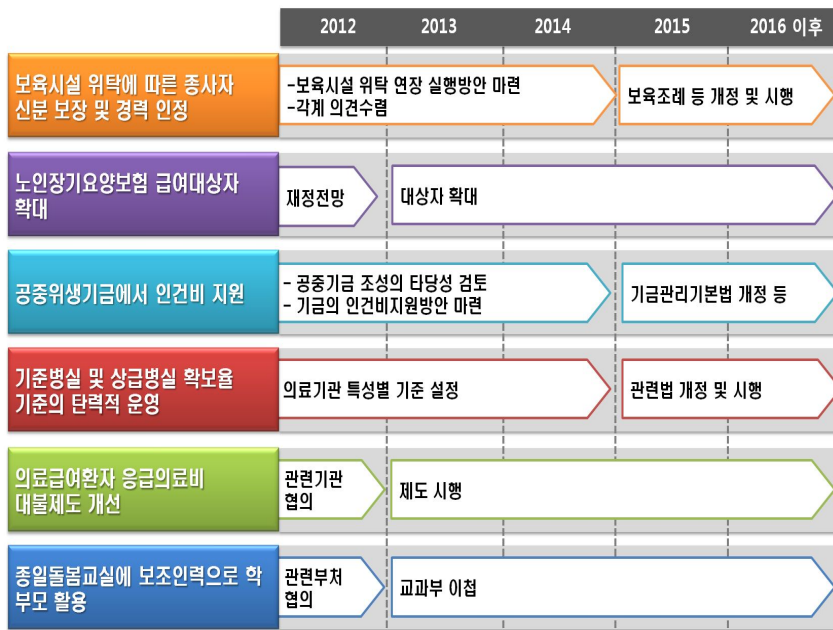 2012 2013 2014 2015 2016 이후
보육시설 위탁에 따른 종사자
신분 보장 및 경력 인정
-보육시설 위탁 연장 실행방안 마련
-각계 의견수렴
보육조례 등 개정 및 시행
노인장기요양보험 급여대상자
확대
재정전망
대상자 확대
공중위생기금에서 인건비 지원
- 공중기금 조성의 타당성 검토
- 기금의 인건비지원방안 마련
기금관리기본법 개정 등
기준병실 및 상급병실 확보율
기준의 탄력적 운영
의료기관 특성별 기준 설정
관련법 개정 및 시행
의료급여환자 응급의료비
대불제도 개선
관련기관
협의
제도 시행
종일돌봄교실에 보조인력으로 학
부모 활용
관련부처
협의
교과부 이첩